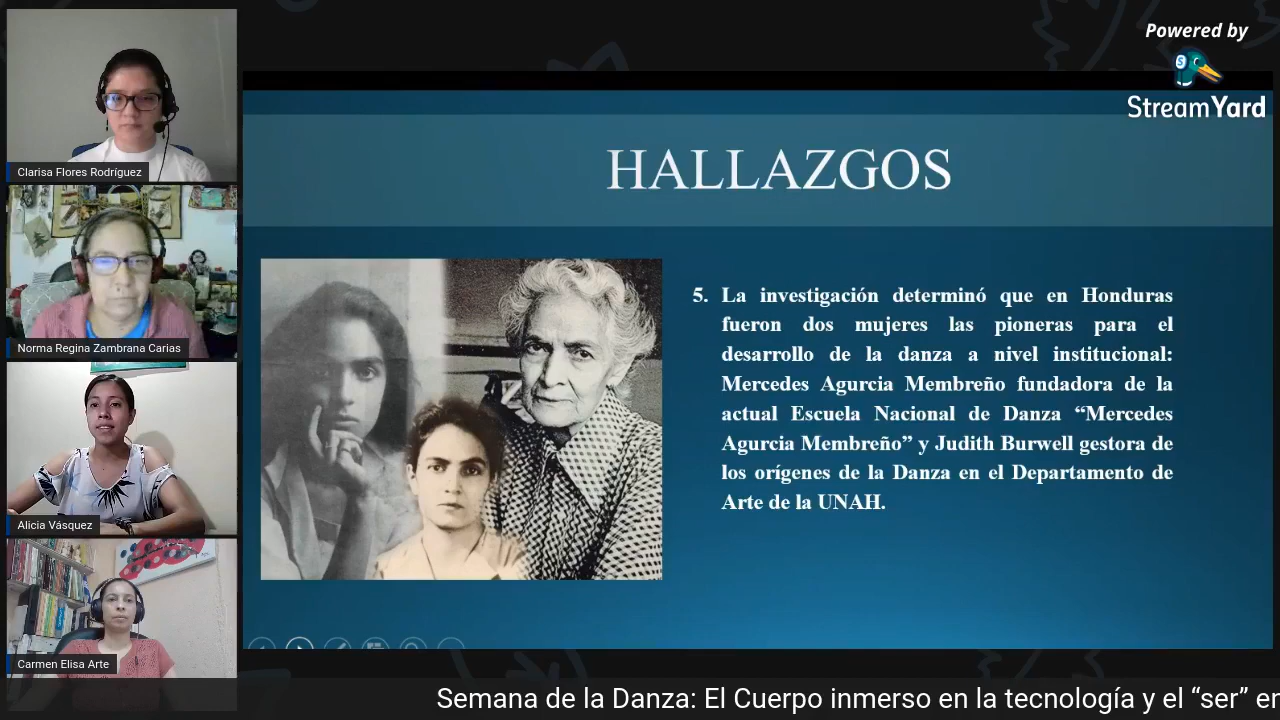 Powered by
StreamYard
Clarisa Flores Rodríguez
Norma Regina Zambrana Carias
Alicia Vásquez
Carmen Elisa Arte
HALLAZGOS
5. La investigación determinó que en Honduras
fueron dos mujeres las pioneras para el
desarrollo de la danza a nivel institucional:
Mercedes Agurcia Membreño fundadora de la
actual Escuela Nacional de Danza “Mercedes
Agurcia Membreño” y Judith Burwell gestora de
los orígenes de la Danza en el Departamento de
Arte de la UNAH.
Semana de la Danza: El Cuerpo inmerso en la tecnología y el “ser” en